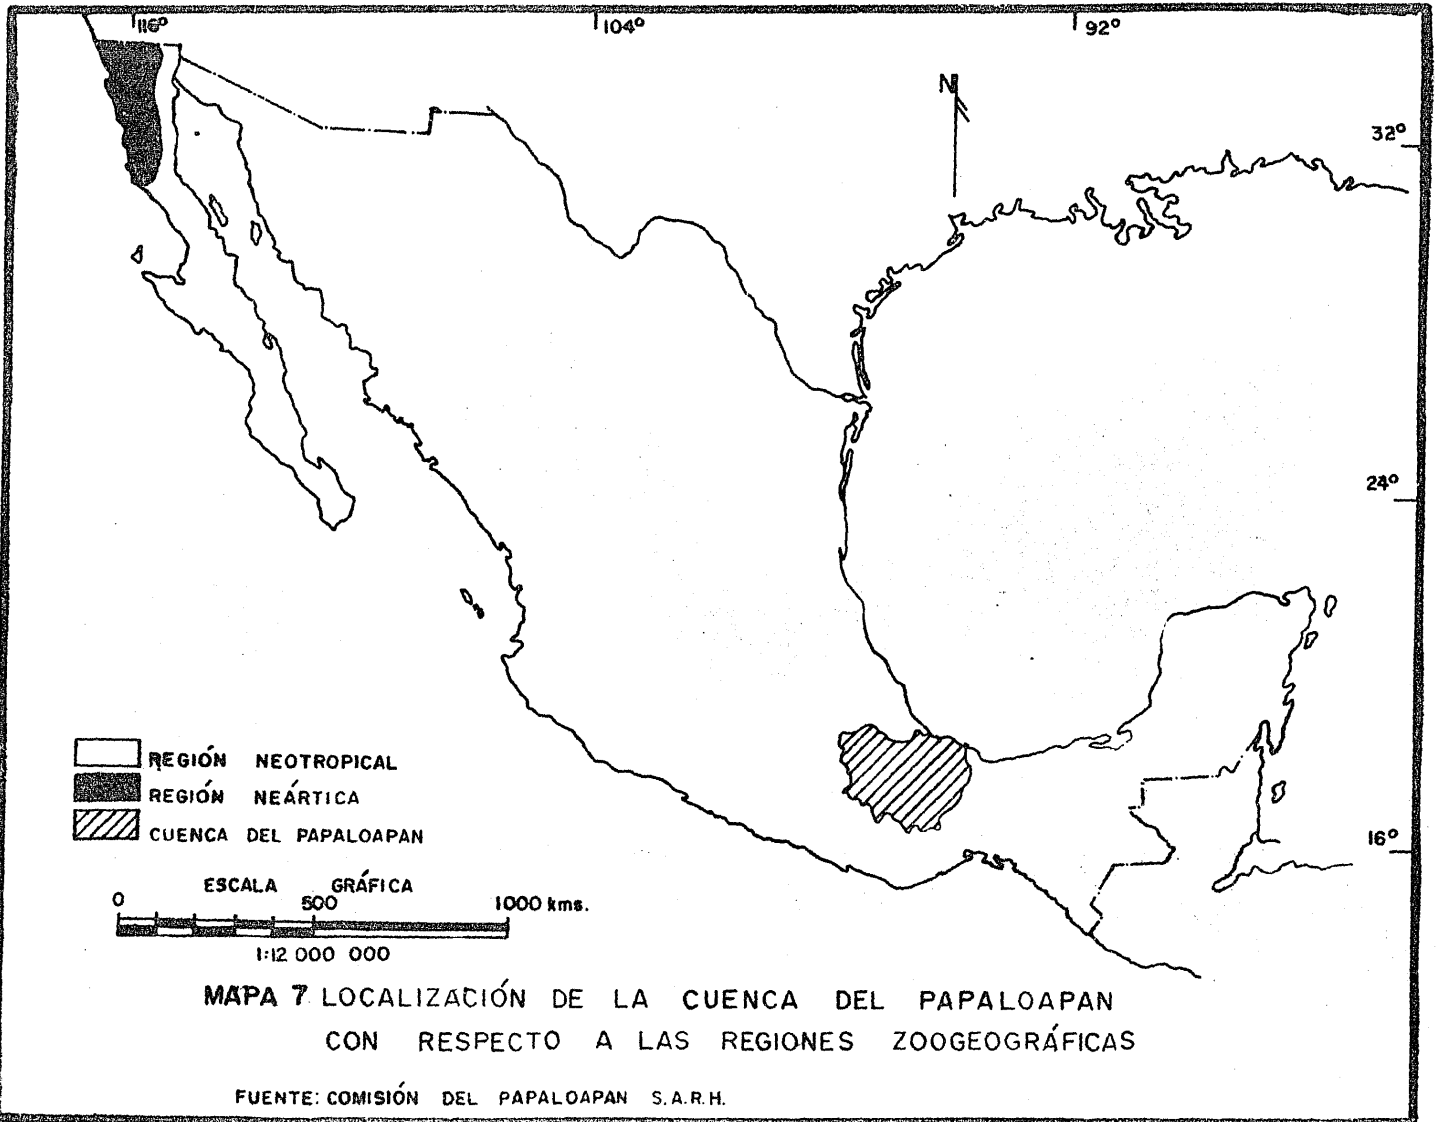 116° 104° 92°
N
32°
24°
16°
REGIÓN NEOTROPICAL
REGIÓN NEÁRTICA
CUENCA DEL PAPALOAPAN
ESCALA GRÁFICA
0 500 1000 kms.
1:12 000 000
MAPA 7 LOCALIZACIÓN DE LA CUENCA DEL PAPALOAPAN
CON RESPECTO A LAS REGIONES ZOOGEOGRÁFICAS
FUENTE: COMISIÓN DEL PAPALOAPAN S.A.R.H.